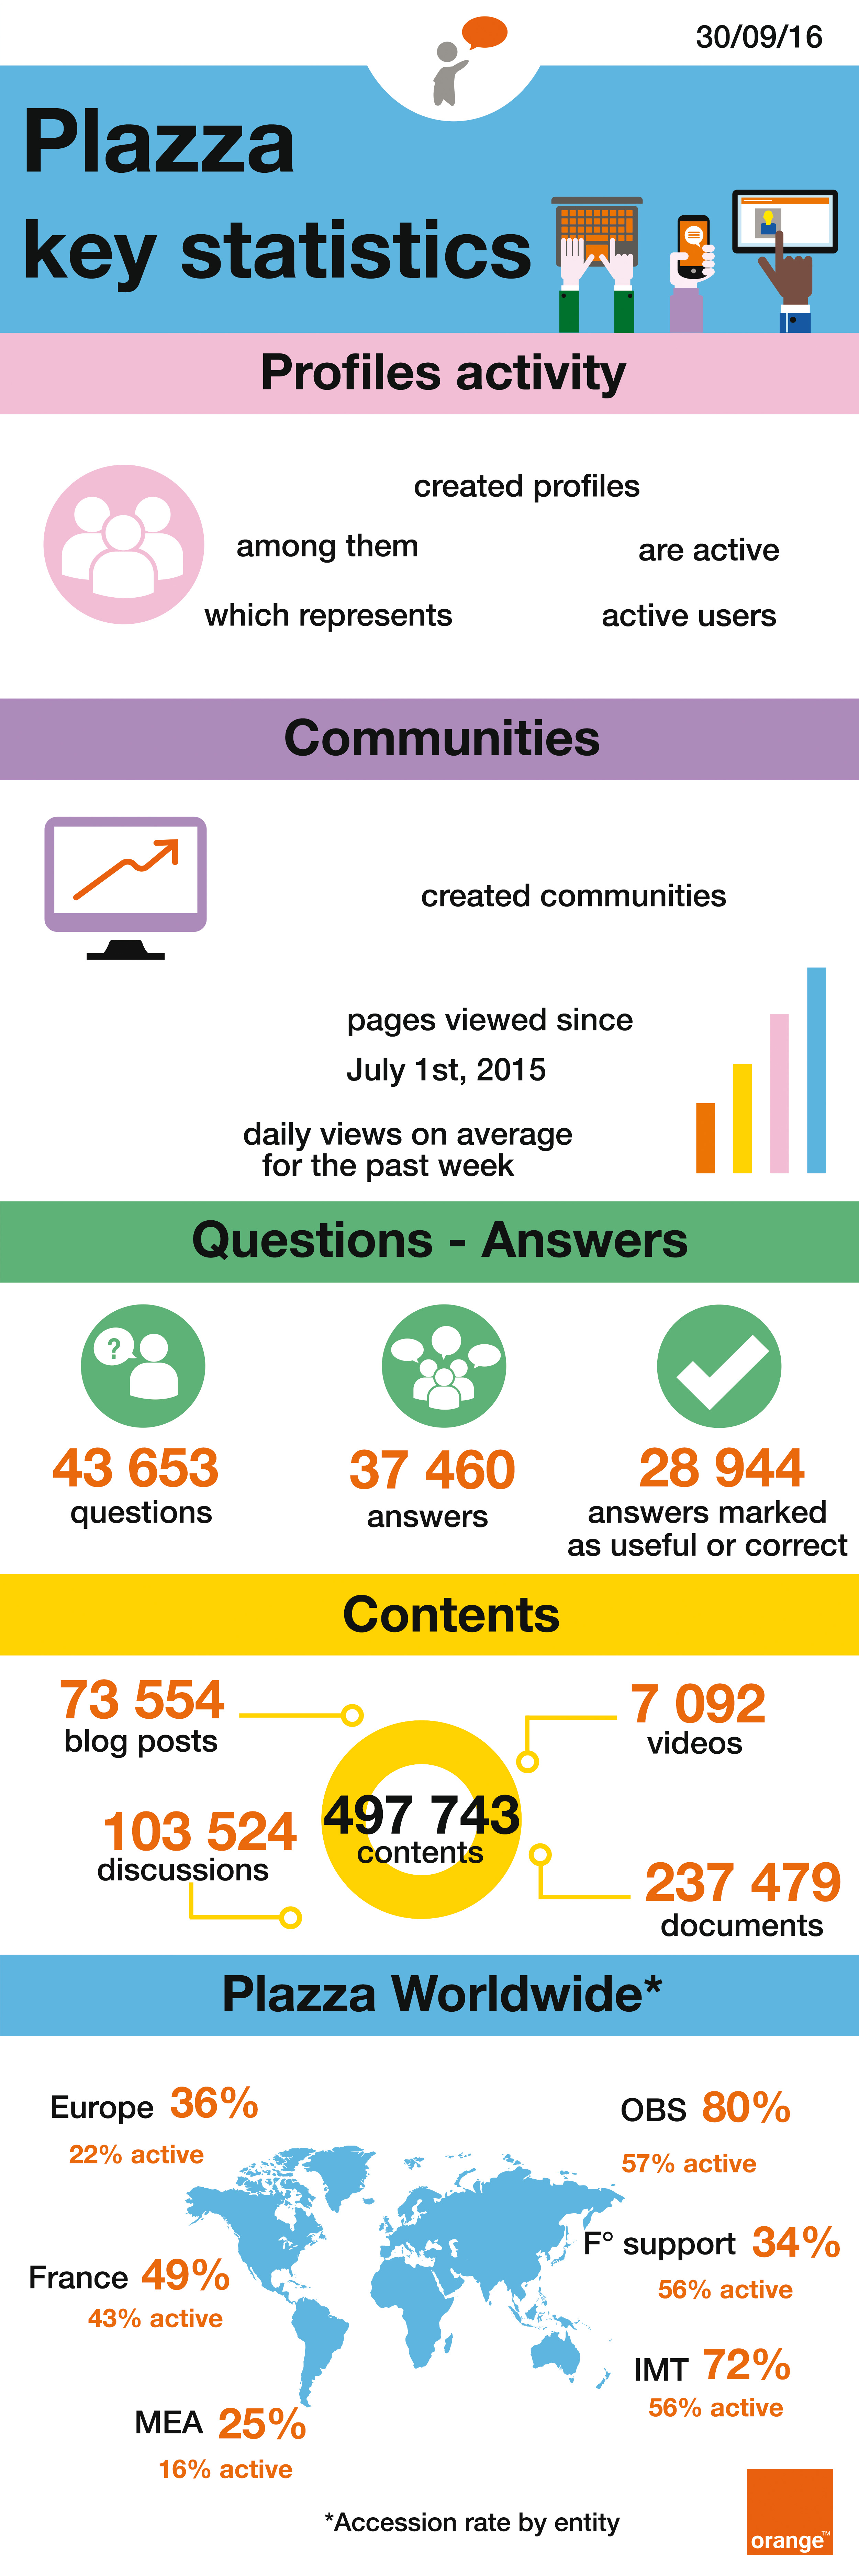 30/09/16
Plazza
key statistics
Profiles activity
created profiles
among them are active
which represents active users
Communities
created communities
pages viewed since
July 1st, 2015
daily views on average
for the past week
Questions - Answers
?
43 653
questions
37 460
answers
28 944
answers marked
as useful or correct
Contents
73 554
blog posts
7 092
videos
103 524
discussions
497 743
contents
237 479
documents
Plazza Worldwide*
Europe 36%
22% active
OBS 80%
57% active
France 49%
43% active
F° support 34%
56% active
IMT 72%
56% active
MEA 25%
16% active
*Accession rate by entity
orange™